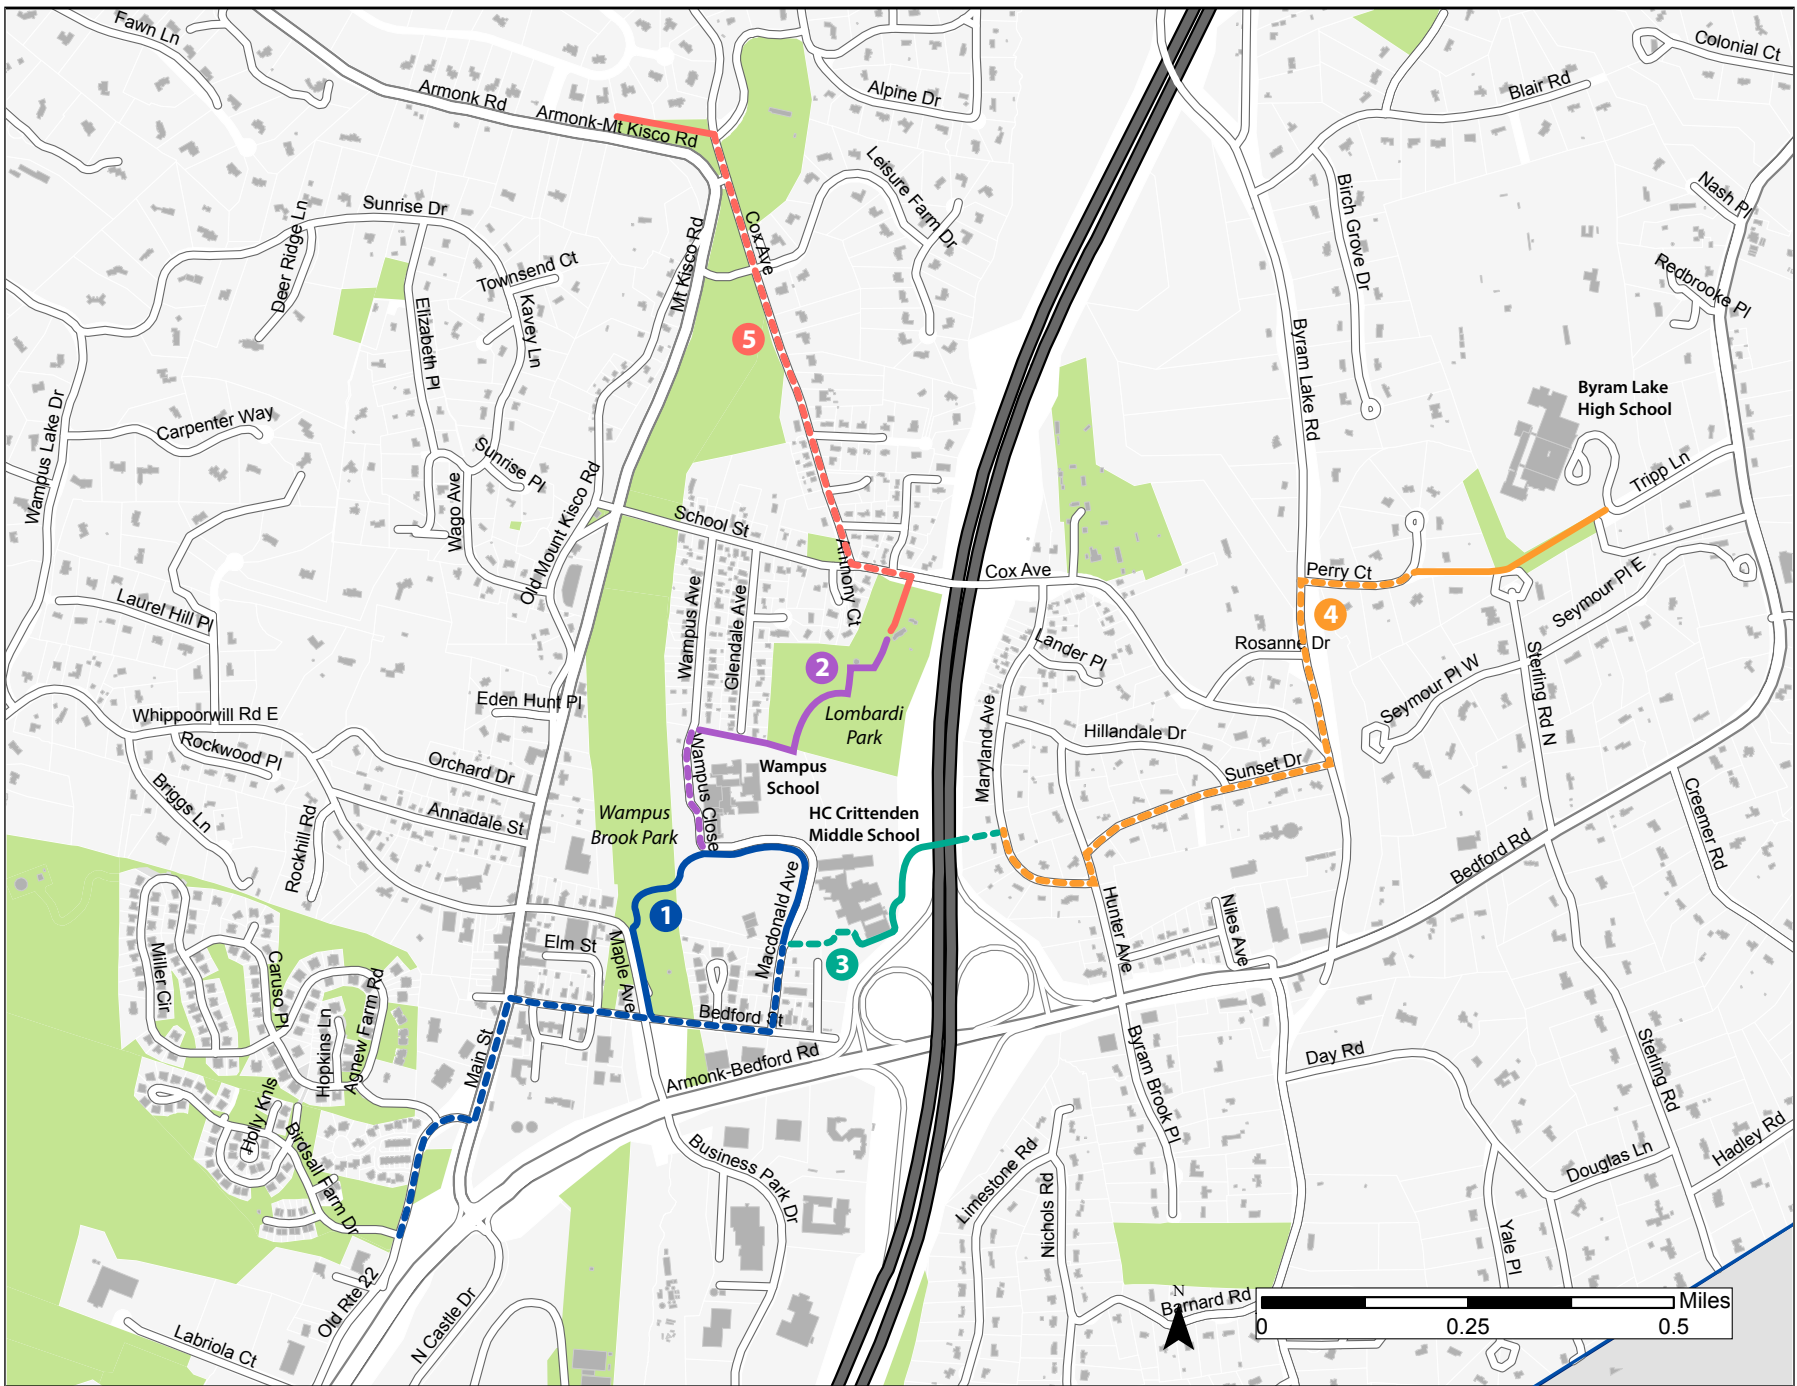 Fawn Ln
Colonial Ct
Armonk Rd
Alpine Dr
Blair Rd
Armonk-Mt Kisco Rd
Leisure Farm Dr
Birch Grove Dr
Nash Pl
Sunrise Dr
Deer Ridge Ln
Cox Ave
Mt Kisco Rd
Townsend Ct
Redbrooke Pl
Elizabeth Pl
Kavey Ln
5
Byram Lake Rd
Byram Lake
High School
Wampus Lake Dr
Carpenter Way
Sunrise Pl
Tripp Ln
Wago Ave
Old Mount Kisco Rd
School St
Anthony Ct
Cox Ave
Perry Ct
Laurel Hill Pl
Wampus Ave
Glendale Ave
4
Seymour Pl E
Lander Pl
Rosanne Dr
2
Sterling Rd N
Seymour Pl W
Eden Hunt Pl
Whippoorwill Rd E
Lombardi
Park
Rockwood Pl
Maryland Ave
Hillandale Dr
Orchard Dr
Wampus Close
Wampus
School
Sunset Dr
Briggs Ln
Annadale St
Wampus
Brook Park
HC Crittenden
Middle School
Creemer Rd
Rockhill Rd
Bedford Rd
1
Macdonald Ave
Hunter Ave
Niles Ave
Miller Cir
Caruso Pl
Elm St
Maple Ave
3
Hopkins Ln
Agnew Farm Rd
Bedford St
Main St
Armonk-Bedford Rd
Byram Brook Pl
Day Rd
Sterling Rd
Holly Knls
Birdsall Farm Dr
Business Park Dr
Limestone Rd
Nichols Rd
Douglas Ln
Hadley Rd
Yale Pl
Old Rte 22
N Castle Dr
Labriola Ct
Barnard Rd
N
Miles
0
0.25
0.5